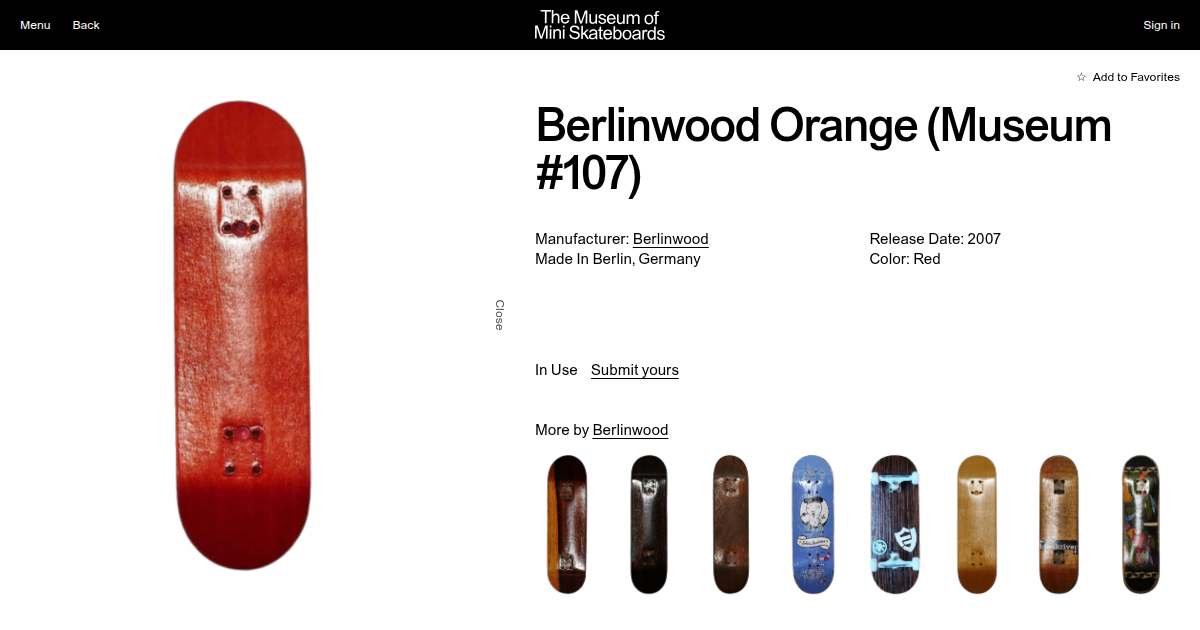 Menu
Back
The Museum of
Mini Skateboards
Sign in
☆ Add to Favorites
Berlinwood Orange (Museum
#107)
Manufacturer: Berlinwood
Made In Berlin, Germany
Release Date: 2007
Color: Red
Close
In Use Submit yours
More by Berlinwood